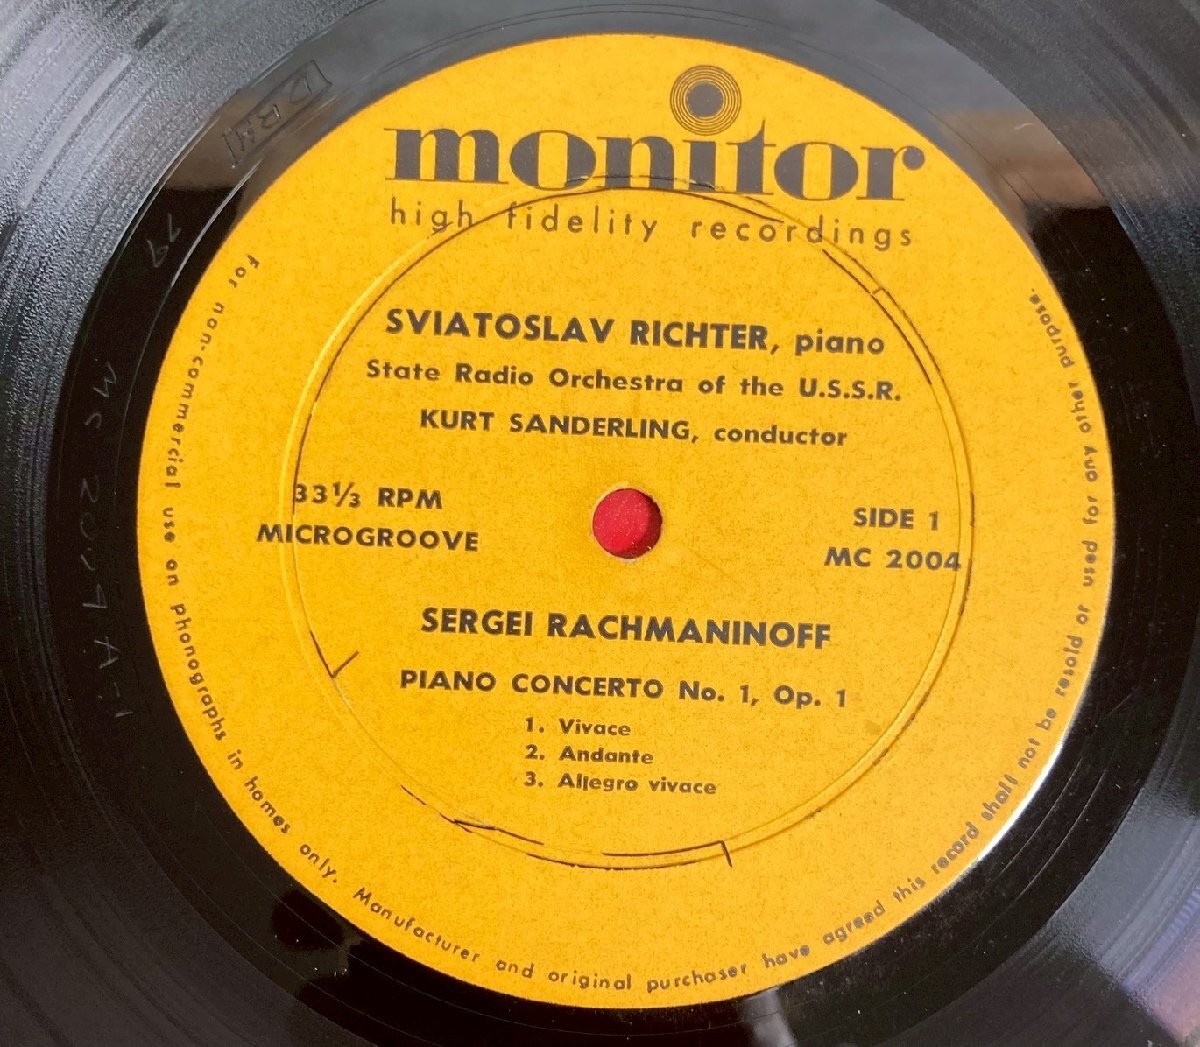 monitor
high fidelity recordings
SVIATOSLAV RICHTER, piano
State Radio Orchestra of the U.S.S.R.
KURT SANDERLING, conductor
33 1/3 RPM
MICROGROOVE
SIDE 1
MC 2004
SERGEI RACHMANINOFF
PIANO CONCERTO No. 1, Op. 1
1. Vivace
2. Andante
3. Allegro vivace
for non-commmercial use on phonographs in homes only. Manufacturer and original purchaser have agreed this record shall not be resold or used for any other purpose.